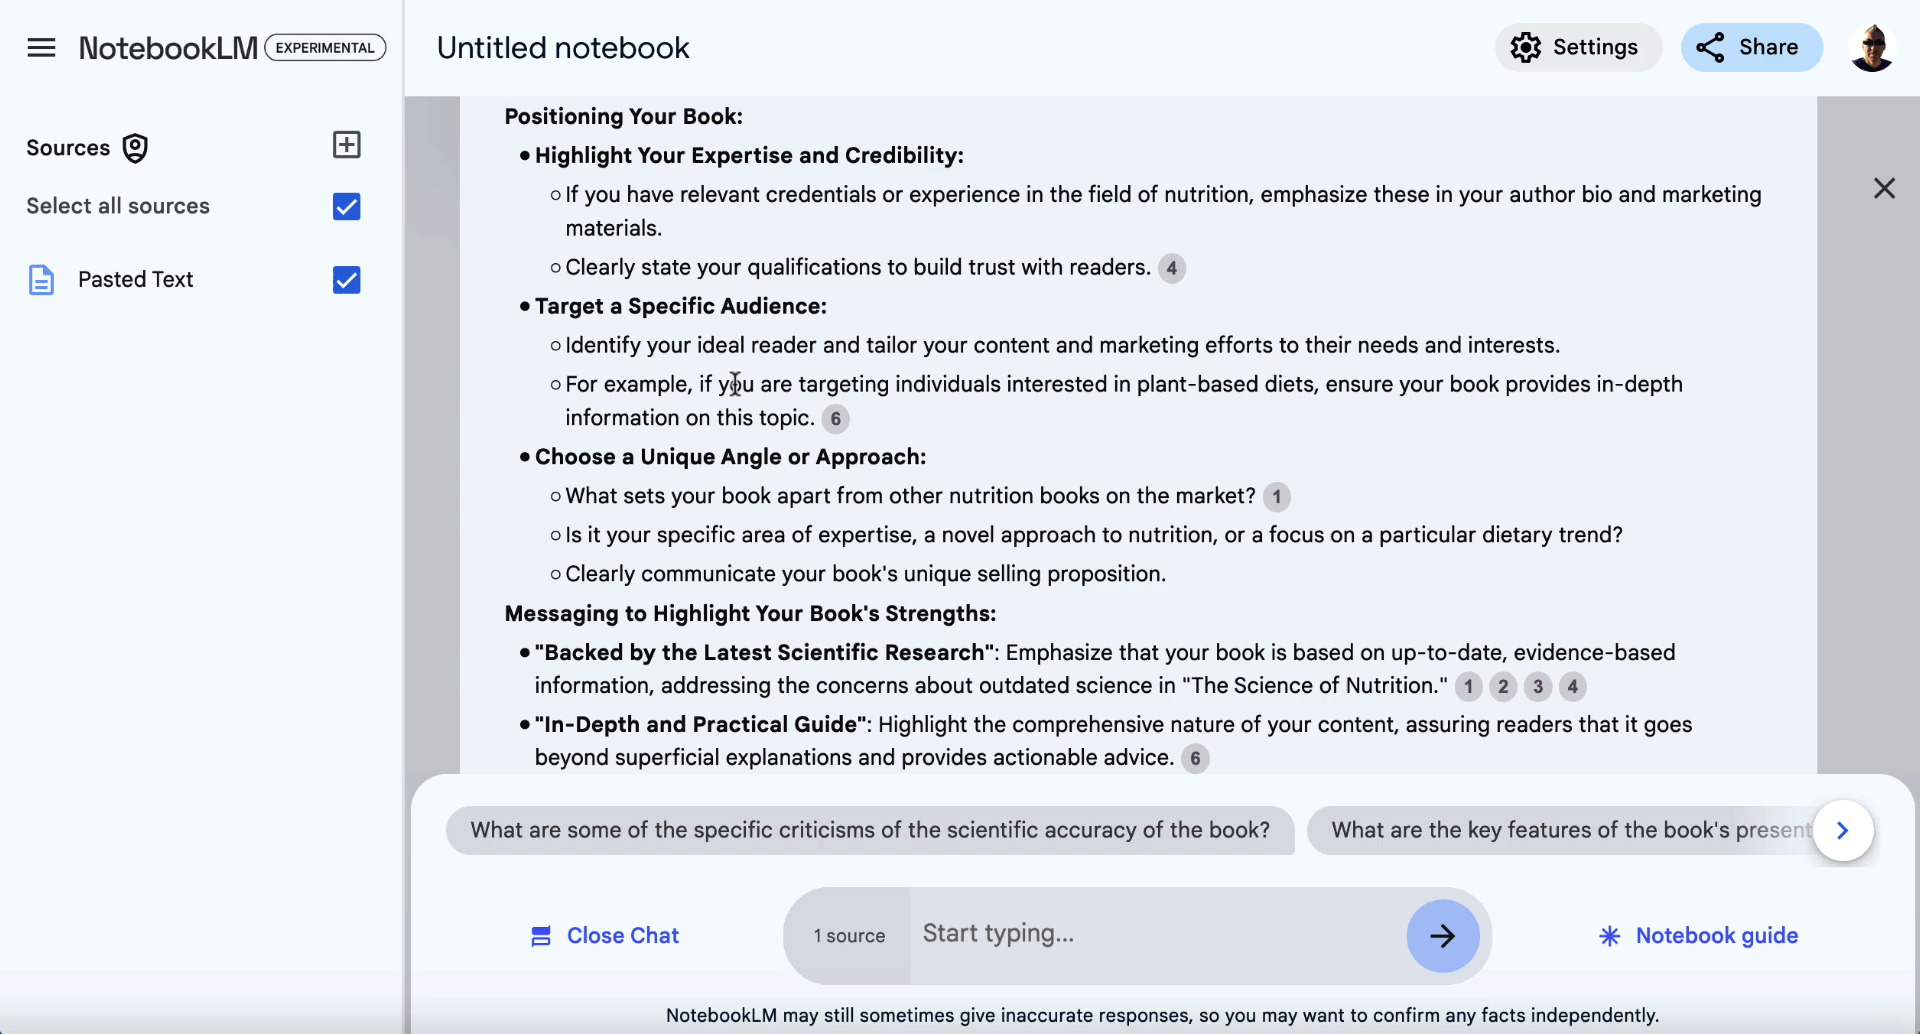 NotebookLM EXPERIMENTAL
Untitled notebook
Settings
Share
Sources
Select all sources
Pasted Text
Positioning Your Book:
• Highlight Your Expertise and Credibility:
○ If you have relevant credentials or experience in the field of nutrition, emphasize these in your author bio and marketing
materials.
○ Clearly state your qualifications to build trust with readers. 4
• Target a Specific Audience:
○ Identify your ideal reader and tailor your content and marketing efforts to their needs and interests.
○ For example, if you are targeting individuals interested in plant-based diets, ensure your book provides in-depth
information on this topic. 6
• Choose a Unique Angle or Approach:
○ What sets your book apart from other nutrition books on the market? 1
○ Is it your specific area of expertise, a novel approach to nutrition, or a focus on a particular dietary trend?
○ Clearly communicate your book's unique selling proposition.
Messaging to Highlight Your Book's Strengths:
• "Backed by the Latest Scientific Research": Emphasize that your book is based on up-to-date, evidence-based
information, addressing the concerns about outdated science in "The Science of Nutrition." 1 2 3 4
• "In-Depth and Practical Guide": Highlight the comprehensive nature of your content, assuring readers that it goes
beyond superficial explanations and provides actionable advice. 6
What are some of the specific criticisms of the scientific accuracy of the book?
What are the key features of the book's present
Close Chat
1 source
Start typing...
Notebook guide
NotebookLM may still sometimes give inaccurate responses, so you may want to confirm any facts independently.